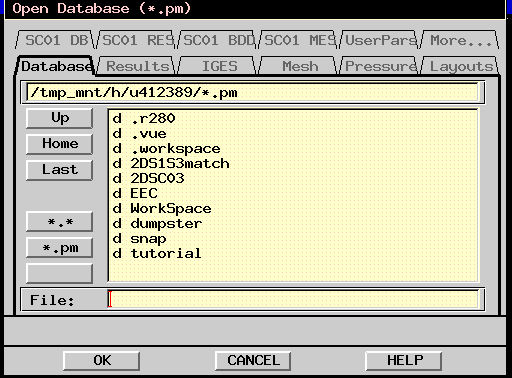 Open Database (*.pm)
SC01 DB SC01 RES SC01 BDD SC01 MES UserPars More...
Database Results IGES Mesh Pressure Layouts
/tmp_mnt/h/u412389/*.pm
Up
Home
Last
*.*
*.pm
d .r280
d .vue
d .workspace
d 2DS1S3match
d 2DSC03
d EEC
d WorkSpace
d dumpster
d snap
d tutorial
File:
OK CANCEL HELP